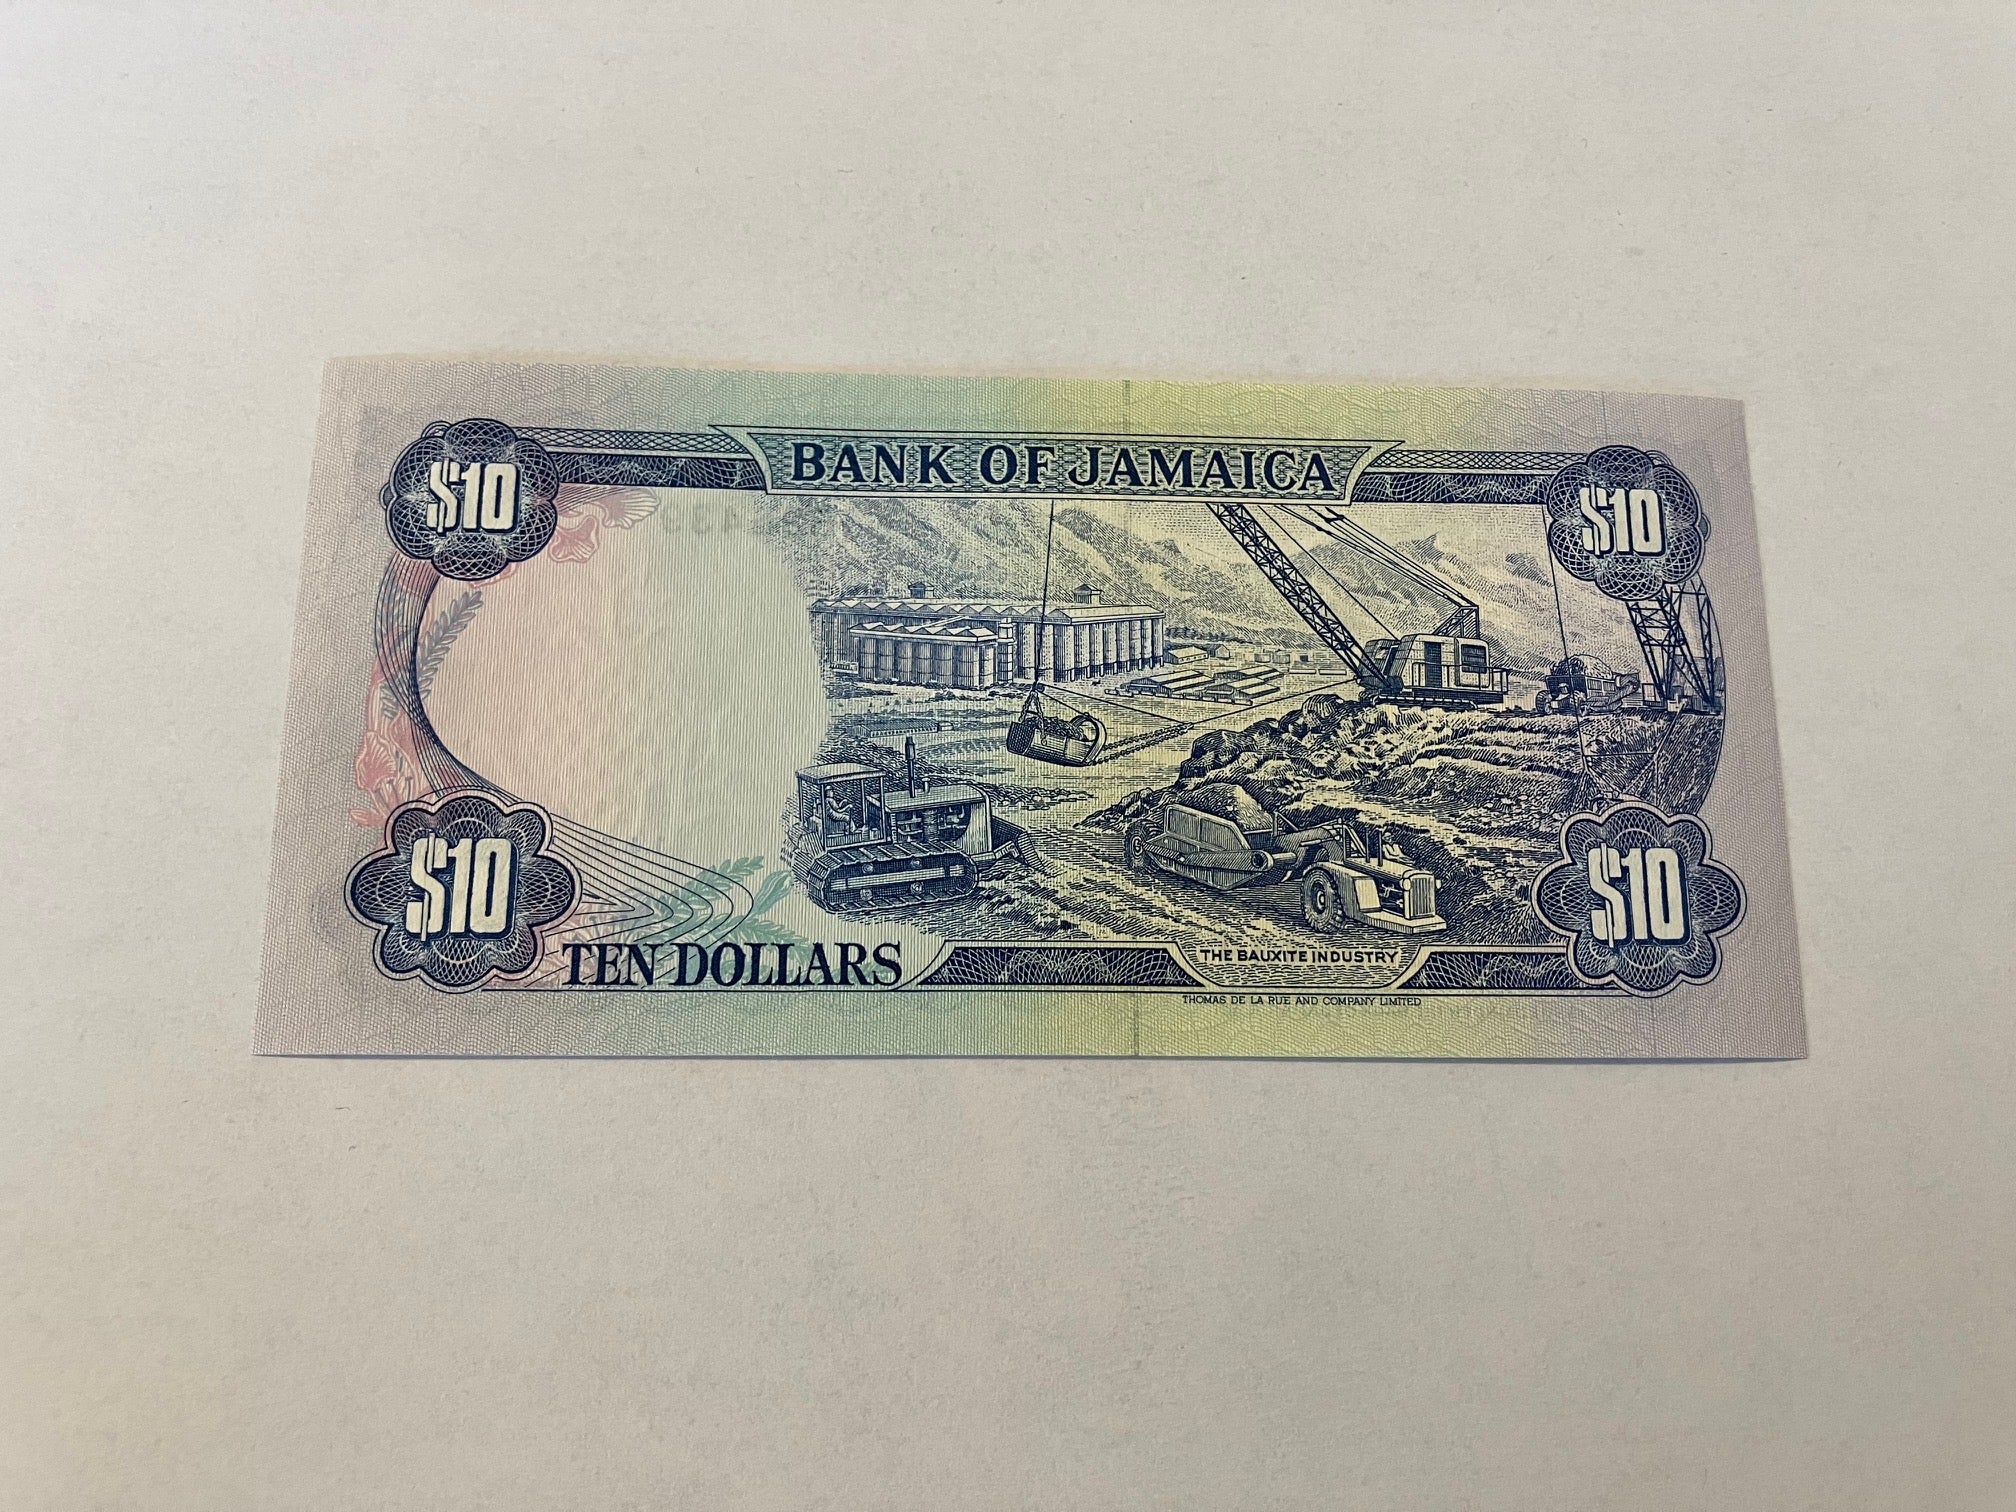 BANK OF JAMAICA
$10
$10
$10
$10
TEN DOLLARS
THE BAUXITE INDUSTRY
THOMAS DE LA RUE AND COMPANY LIMITED